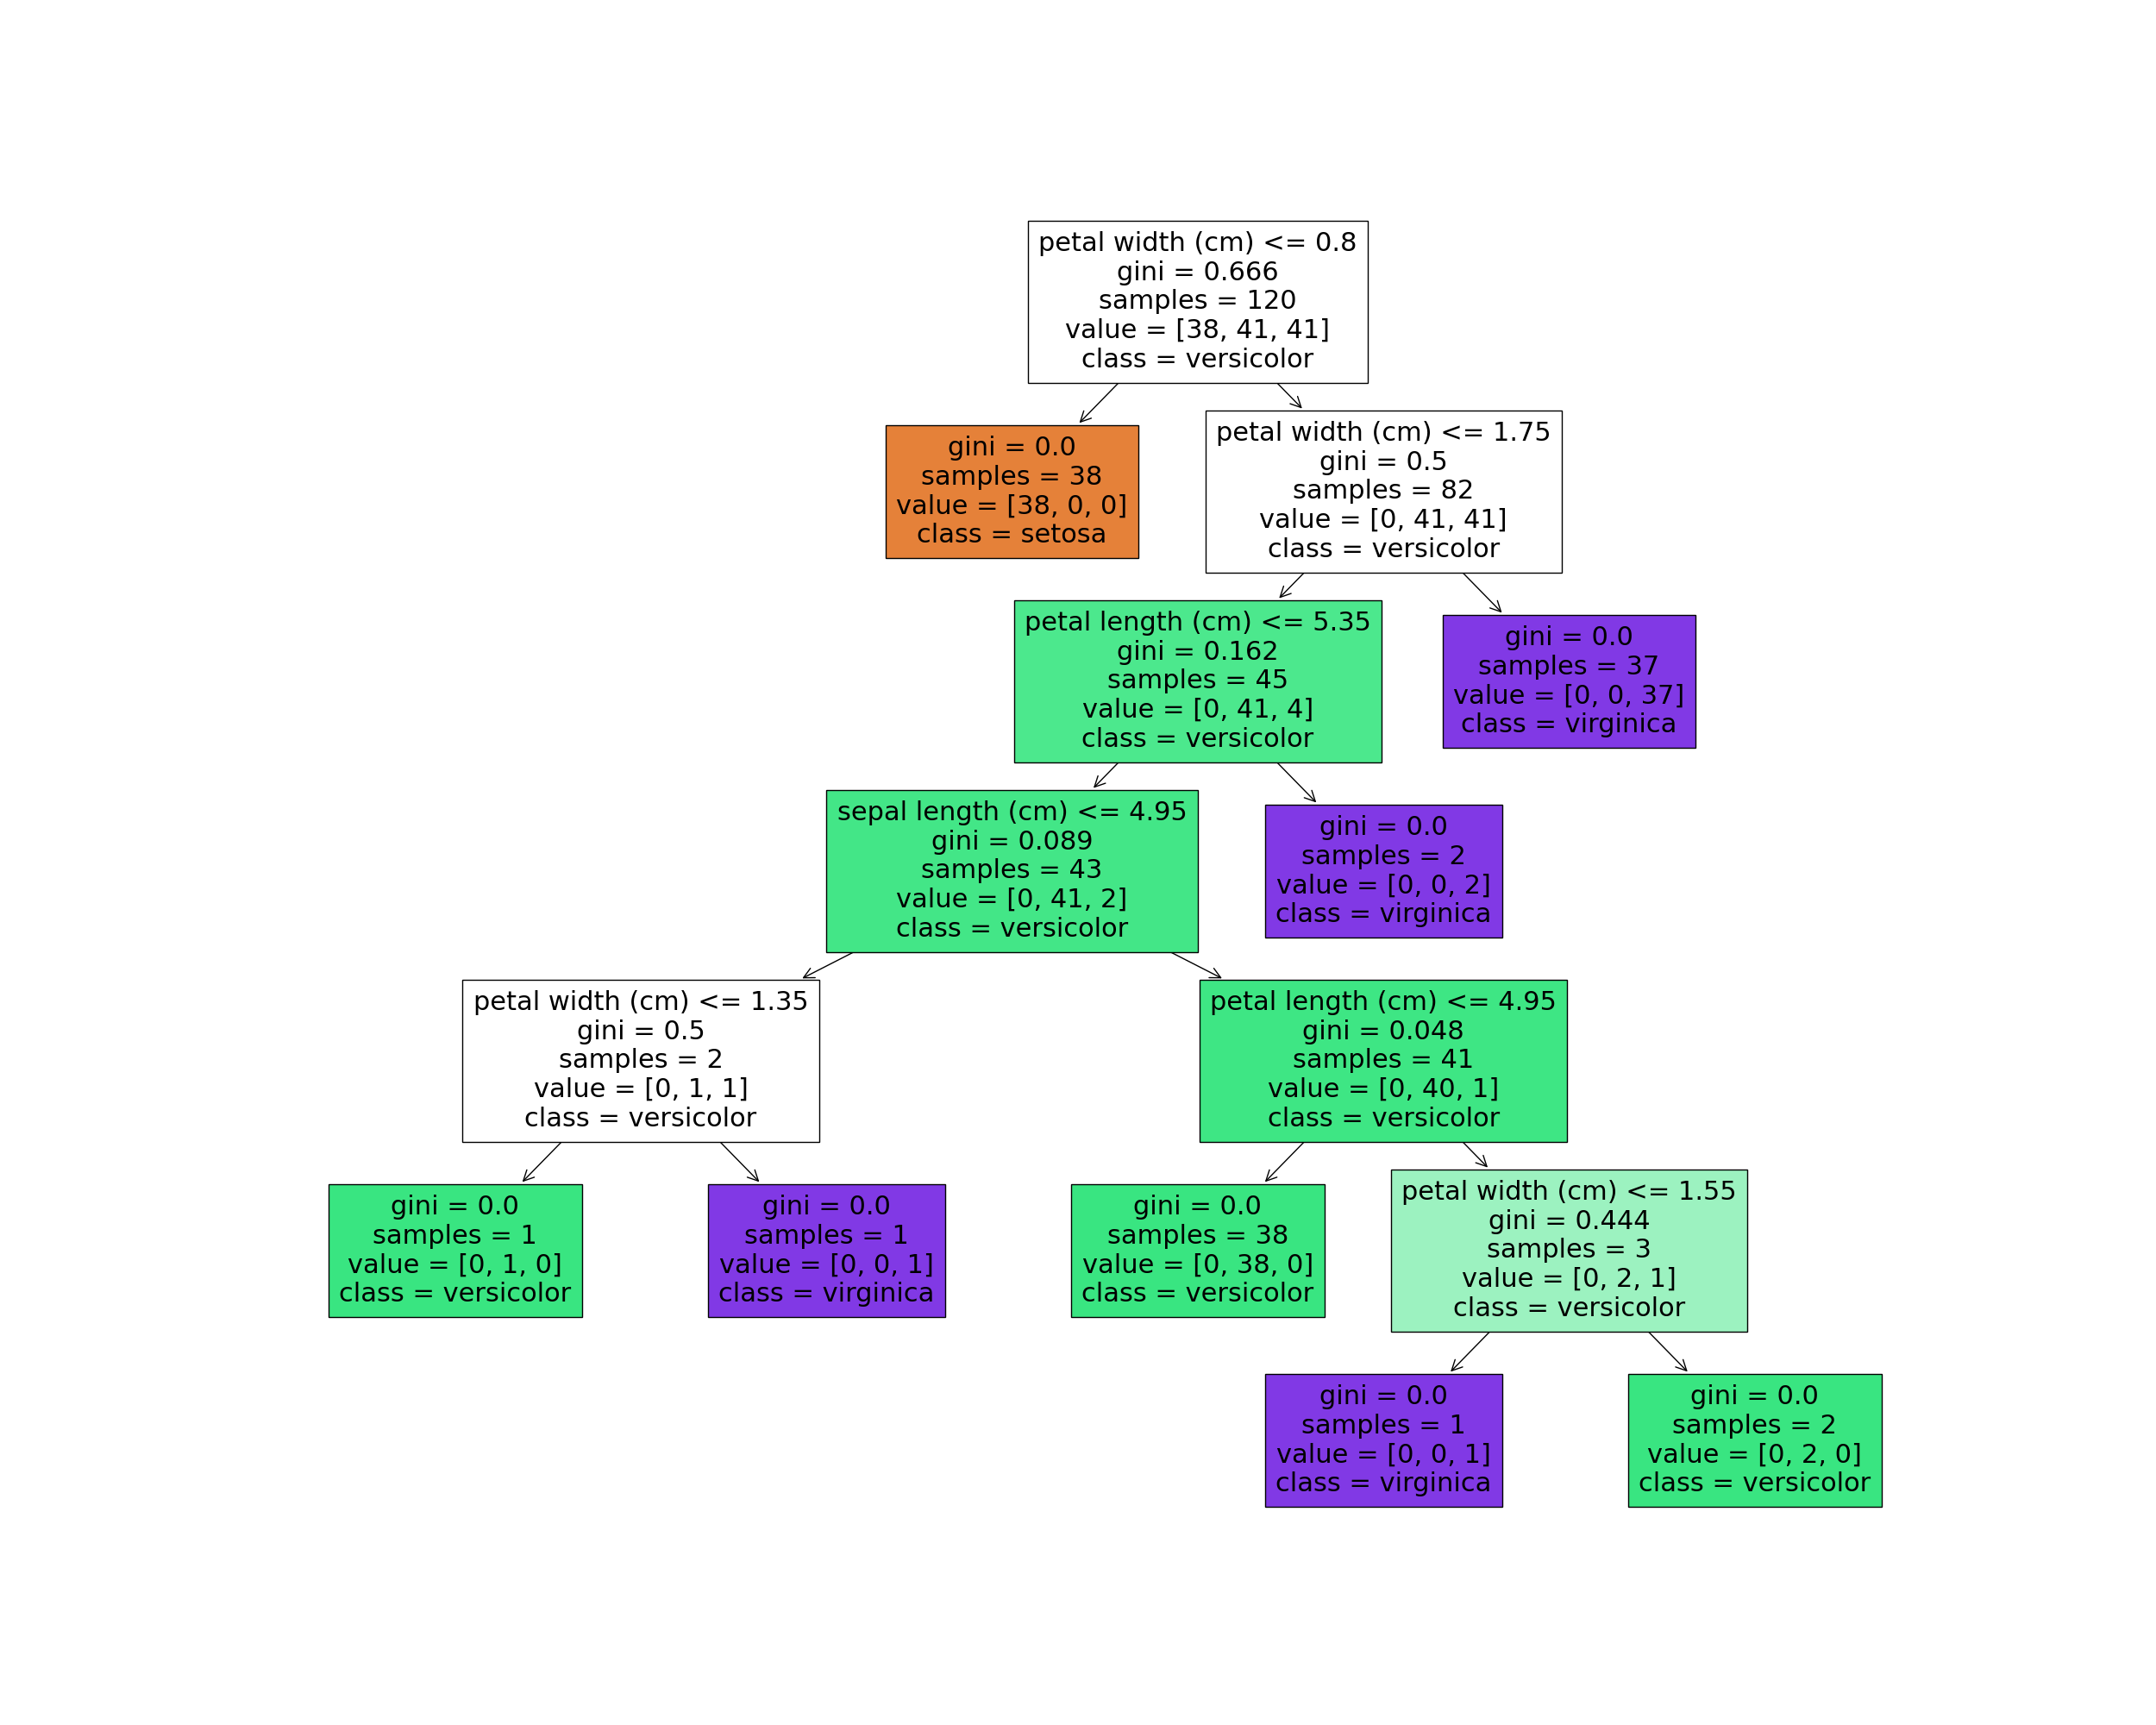 petal width (cm) <= 0.8
gini = 0.666
samples = 120
value = [38, 41, 41]
class = versicolor
gini = 0.0
samples = 38
value = [38, 0, 0]
class = setosa
petal width (cm) <= 1.75
gini = 0.5
samples = 82
value = [0, 41, 41]
class = versicolor
petal length (cm) <= 5.35
gini = 0.162
samples = 45
value = [0, 41, 4]
class = versicolor
gini = 0.0
samples = 37
value = [0, 0, 37]
class = virginica
sepal length (cm) <= 4.95
gini = 0.089
samples = 43
value = [0, 41, 2]
class = versicolor
gini = 0.0
samples = 2
value = [0, 0, 2]
class = virginica
petal width (cm) <= 1.35
gini = 0.5
samples = 2
value = [0, 1, 1]
class = versicolor
petal length (cm) <= 4.95
gini = 0.048
samples = 41
value = [0, 40, 1]
class = versicolor
gini = 0.0
samples = 1
value = [0, 1, 0]
class = versicolor
gini = 0.0
samples = 1
value = [0, 0, 1]
class = virginica
gini = 0.0
samples = 38
value = [0, 38, 0]
class = versicolor
petal width (cm) <= 1.55
gini = 0.444
samples = 3
value = [0, 2, 1]
class = versicolor
gini = 0.0
samples = 1
value = [0, 0, 1]
class = virginica
gini = 0.0
samples = 2
value = [0, 2, 0]
class = versicolor